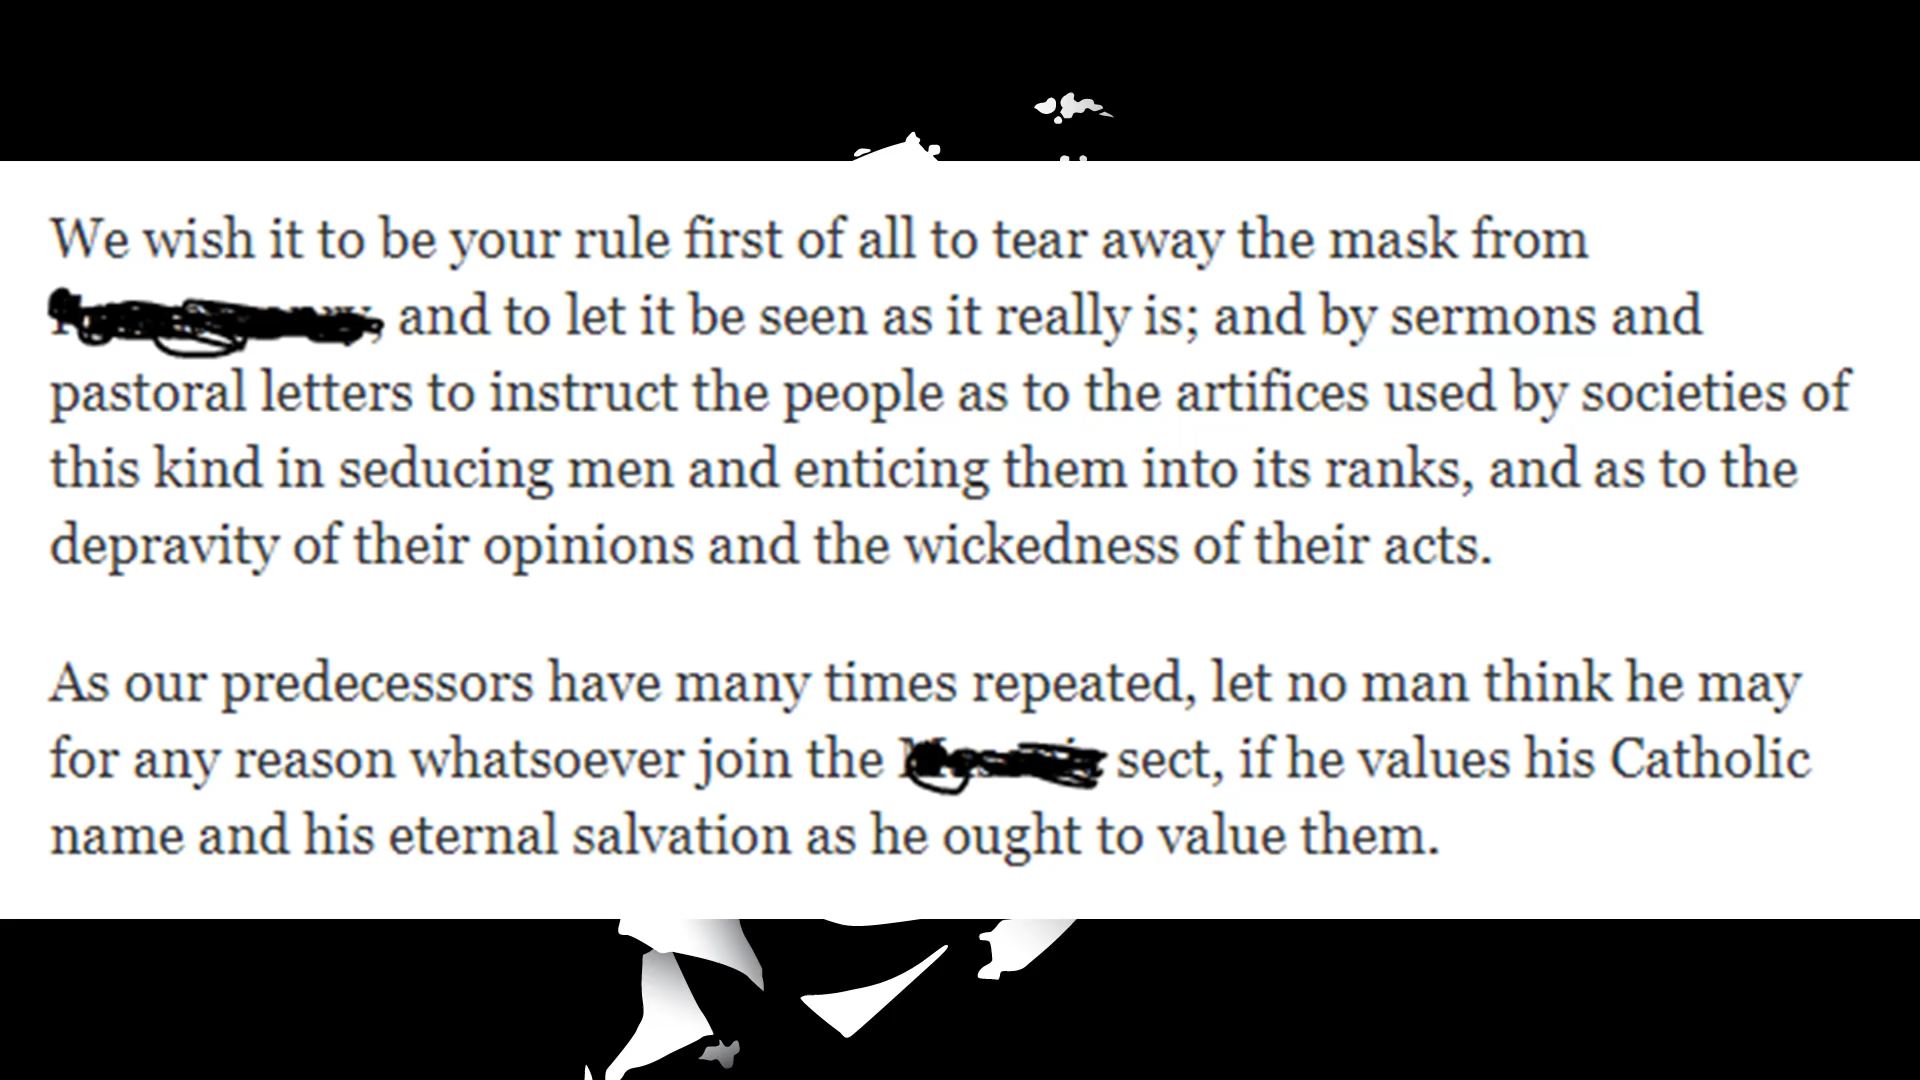 We wish it to be your rule first of all to tear away the mask from
, and to let it be seen as it really is; and by sermons and
pastoral letters to instruct the people as to the artifices used by societies of
this kind in seducing men and enticing them into its ranks, and as to the
depravity of their opinions and the wickedness of their acts.
As our predecessors have many times repeated, let no man think he may
for any reason whatsoever join the sect, if he values his Catholic
name and his eternal salvation as he ought to value them.